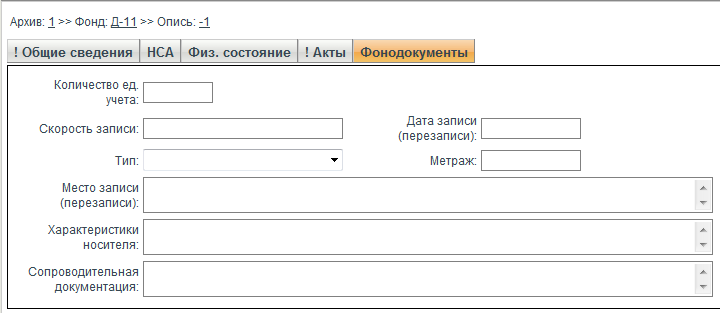 Архив: 1 >> Фонд: Д-11 >> Опись: -1
! Общие сведения НСА Физ. состояние ! Акты Фонодокументы
Количество ед.
учета:
Скорость записи:
Дата записи
(перезаписи):
Тип:
Метраж:
Место записи
(перезаписи):
Характеристики
носителя:
Сопроводительная
документация: